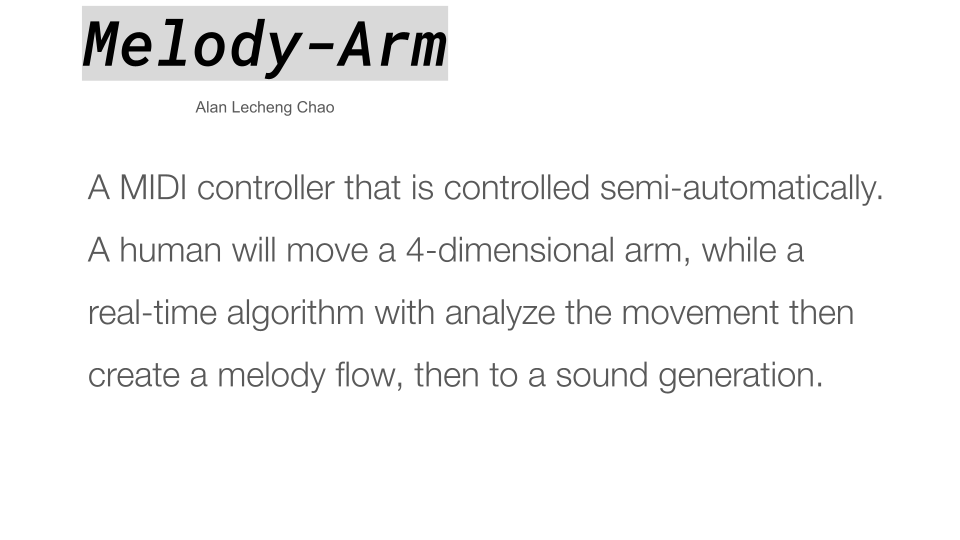 Melody-Arm
Alan Lecheng Chao
A MIDI controller that is controlled semi-automatically.
A human will move a 4-dimensional arm, while a
real-time algorithm with analyze the movement then
create a melody flow, then to a sound generation.